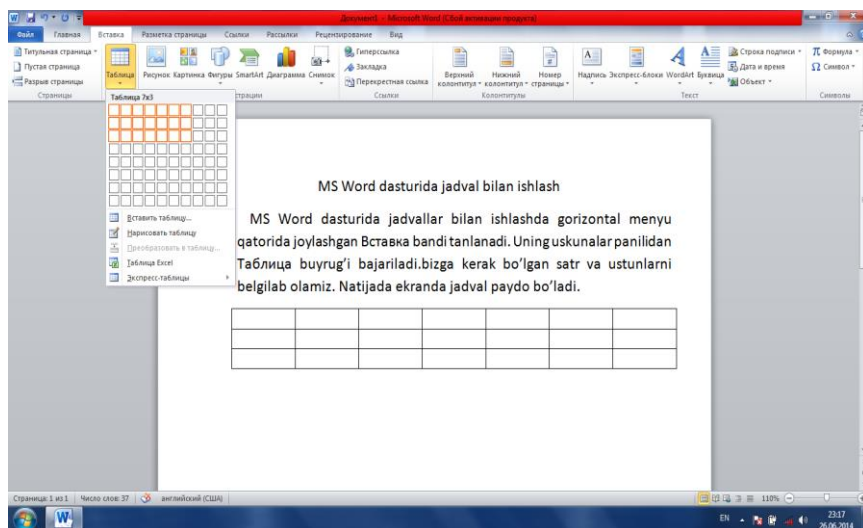 Документ1 - Microsoft Word (Сбой активации продукта)
Файл Главная Вставка Разметка страницы Ссылки Рассылки Рецензирование Вид
Титульная страница
Пустая страница
Разрыв страницы
Страницы
Таблица
Рисунок Картинка Фигуры SmartArt Диаграмма Снимок
страции
Гиперссылка
Закладка
Перекрестная ссылка
Ссылки
Верхний колонтитул
Нижний колонтитул
Номер страницы
Колонтитулы
Надпись Экспресс-блоки WordArt Буквица
Строка подписи
Дата и время
Объект
Текст
π Формула
Ω Символ
Символы
Таблица 7x3
Вставить таблицу...
Нарисовать таблицу
Преобразовать в таблицу...
Таблица Excel
Экспресс-таблицы
MS Word dasturida jadval bilan ishlash
MS Word dasturida jadvallar bilan ishlashda gorizontal menyu
qatorida joylashgan Вставка bandi tanlanadi. Uning uskunalar panilidan
Таблица buyrug’i bajariladi.bizga kerak bo’lgan satr va ustunlarni
belgilab olamiz. Natijada ekranda jadval paydo bo’ladi.
Страница: 1 из 1 Число слов: 37 английский (США) 110%
EN 23:17
26.06.2014